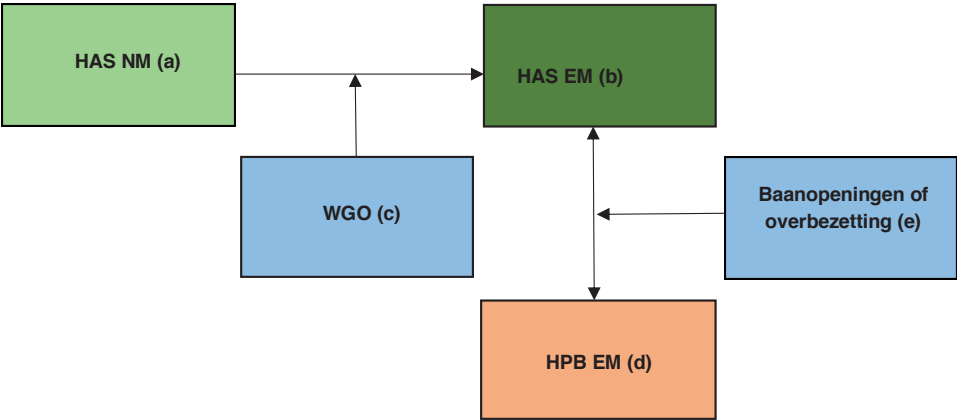 HAS NM (a)
HAS EM (b)
WGO (c)
Baanopeningen of
overbezetting (e)
HPB EM (d)